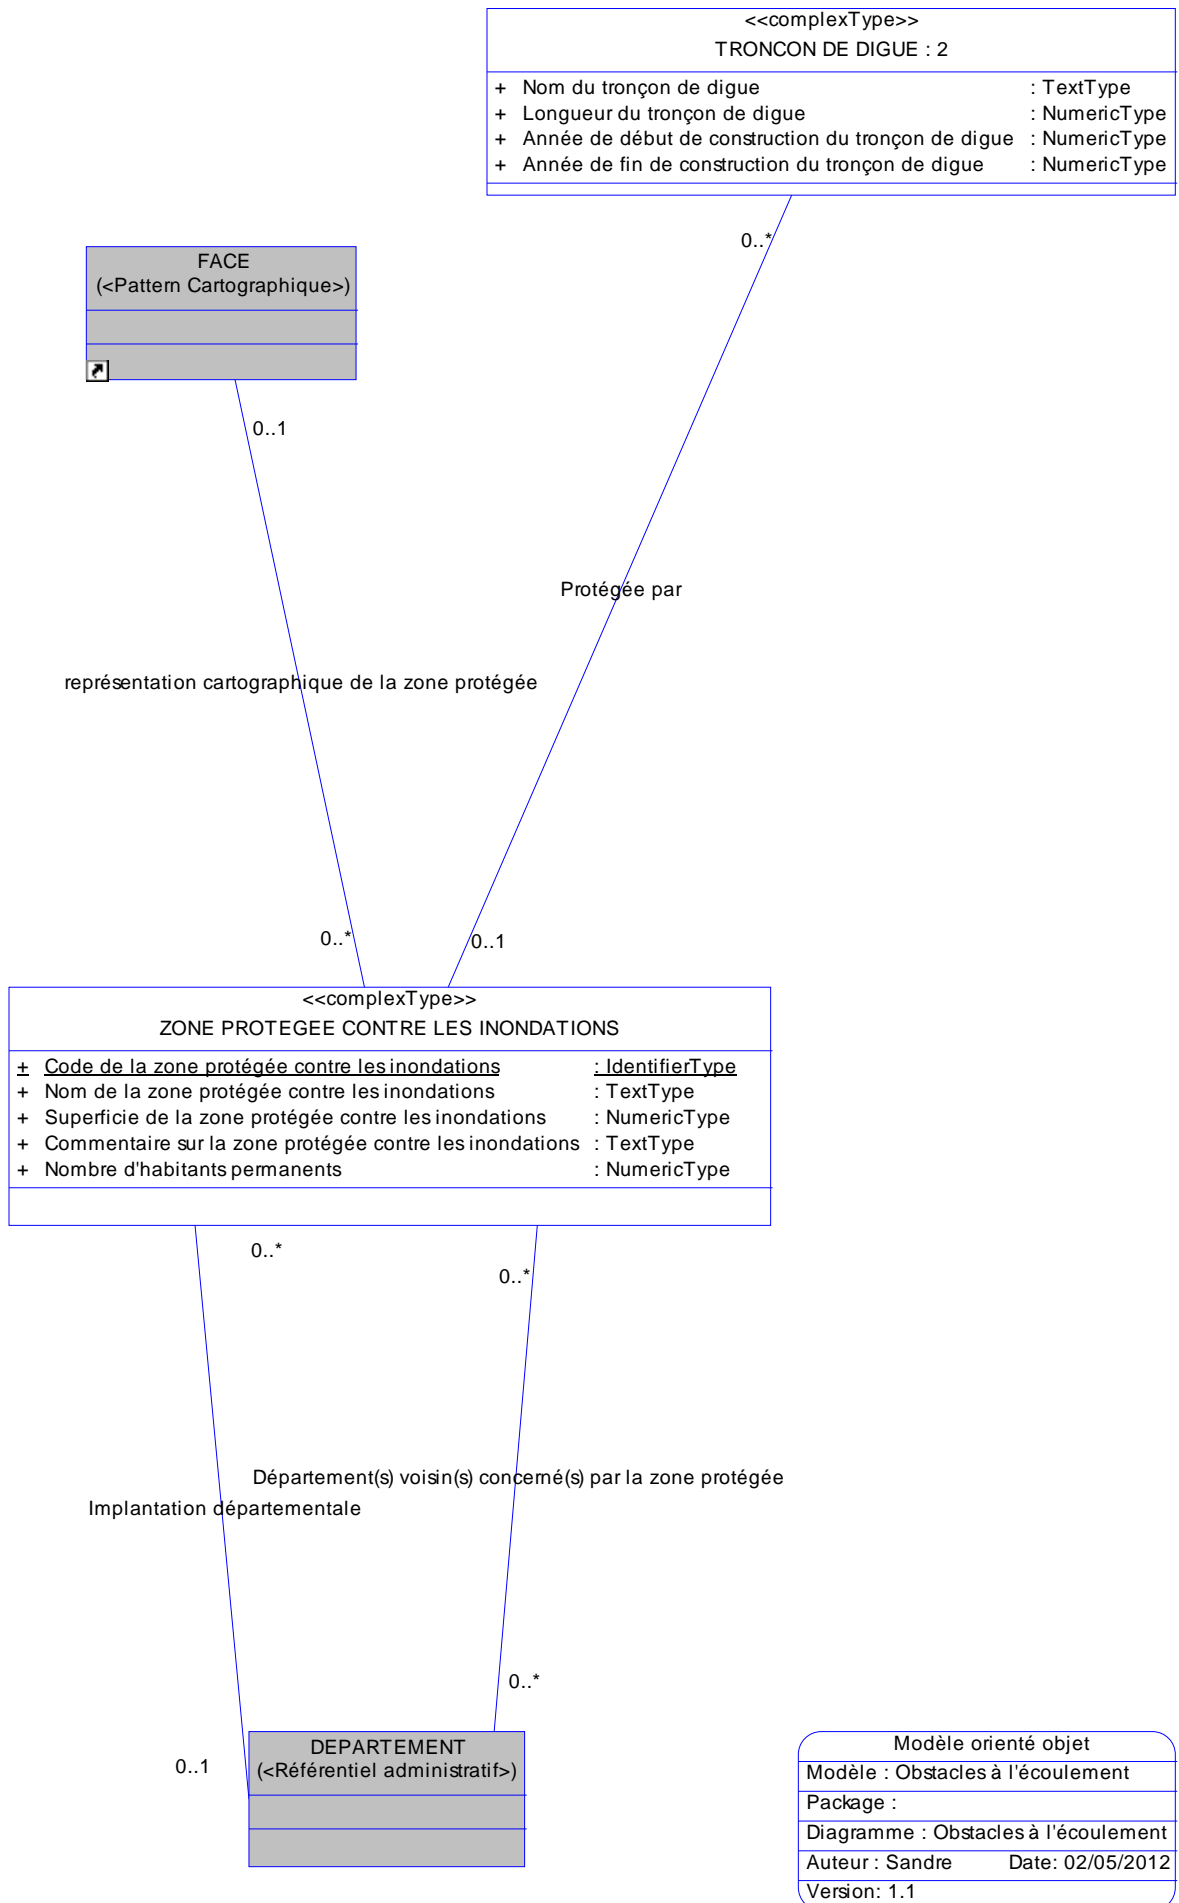 <<complexType>>
TRONCON DE DIGUE : 2
+ Nom du tronçon de digue : TextType
+ Longueur du tronçon de digue : NumericType
+ Année de début de construction du tronçon de digue : NumericType
+ Année de fin de construction du tronçon de digue : NumericType
0..*
FACE
(<Pattern Cartographique>)
0..1
Protégée par
représentation cartographique de la zone protégée
0..*
0..1
<<complexType>>
ZONE PROTEGEE CONTRE LES INONDATIONS
+ Code de la zone protégée contre les inondations : IdentifierType
+ Nom de la zone protégée contre les inondations : TextType
+ Superficie de la zone protégée contre les inondations : NumericType
+ Commentaire sur la zone protégée contre les inondations : TextType
+ Nombre d'habitants permanents : NumericType
0..*
0..*
Département(s) voisin(s) concerné(s) par la zone protégée
Implantation départementale
0..*
0..1
DEPARTEMENT
(<Référentiel administratif>)
Modèle orienté objet
Modèle : Obstacles à l'écoulement
Package :
Diagramme : Obstacles à l'écoulement
Auteur : Sandre Date: 02/05/2012
Version: 1.1